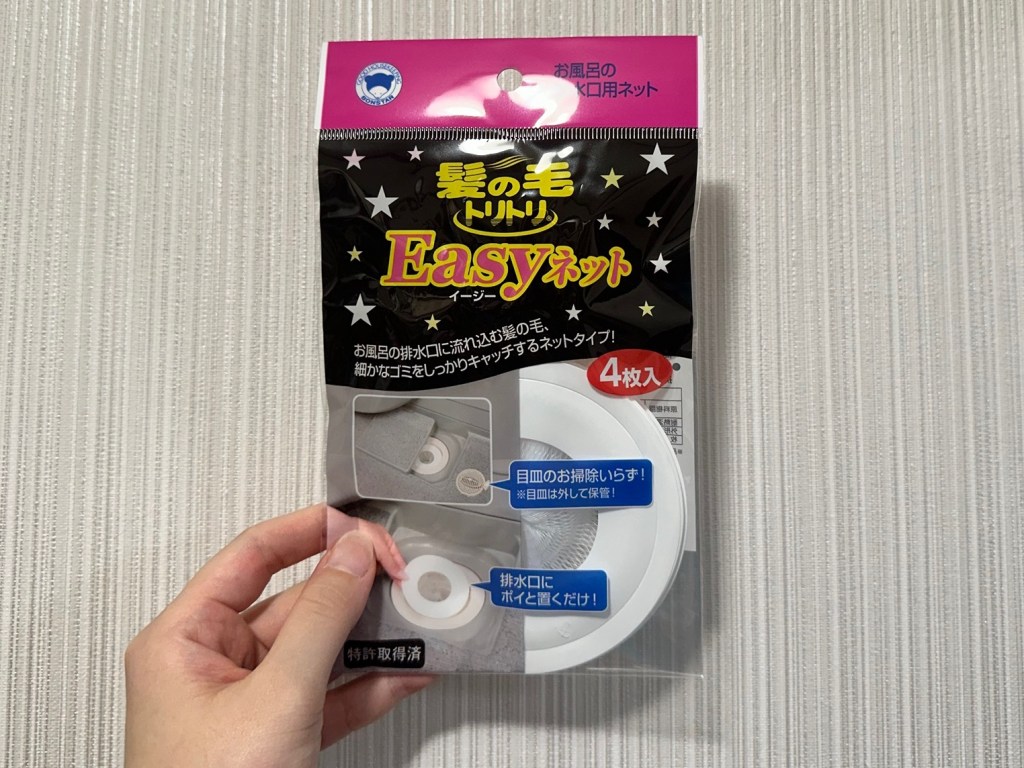 お風呂の
水口用ネット
BONSTAR
髪の毛
トリトリ
Easyネット
イージー
お風呂の排水口に流れ込む髪の毛、
細かなゴミをしっかりキャッチするネットタイプ!
4枚入
目皿のお掃除いらず!
※目皿は外して保管!
排水口に
ポイと置くだけ!
特許取得済